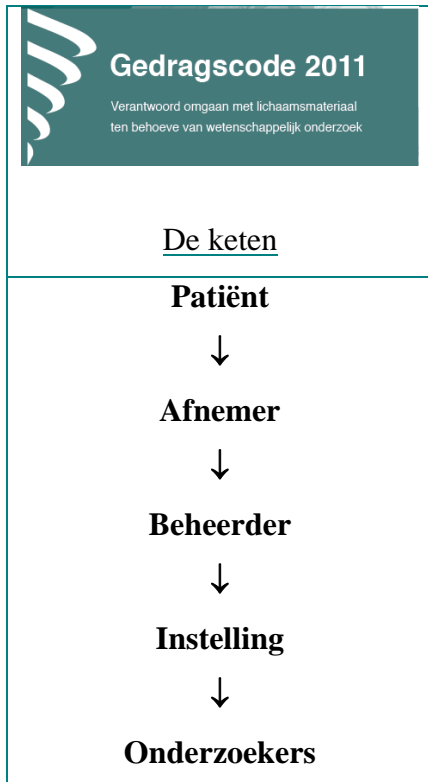 Gedragscode 2011
Verantwoord omgaan met lichaamsmateriaal
ten behoeve van wetenschappelijk onderzoek
De keten
Patiënt
↓
Afnemer
↓
Beheerder
↓
Instelling
↓
Onderzoekers